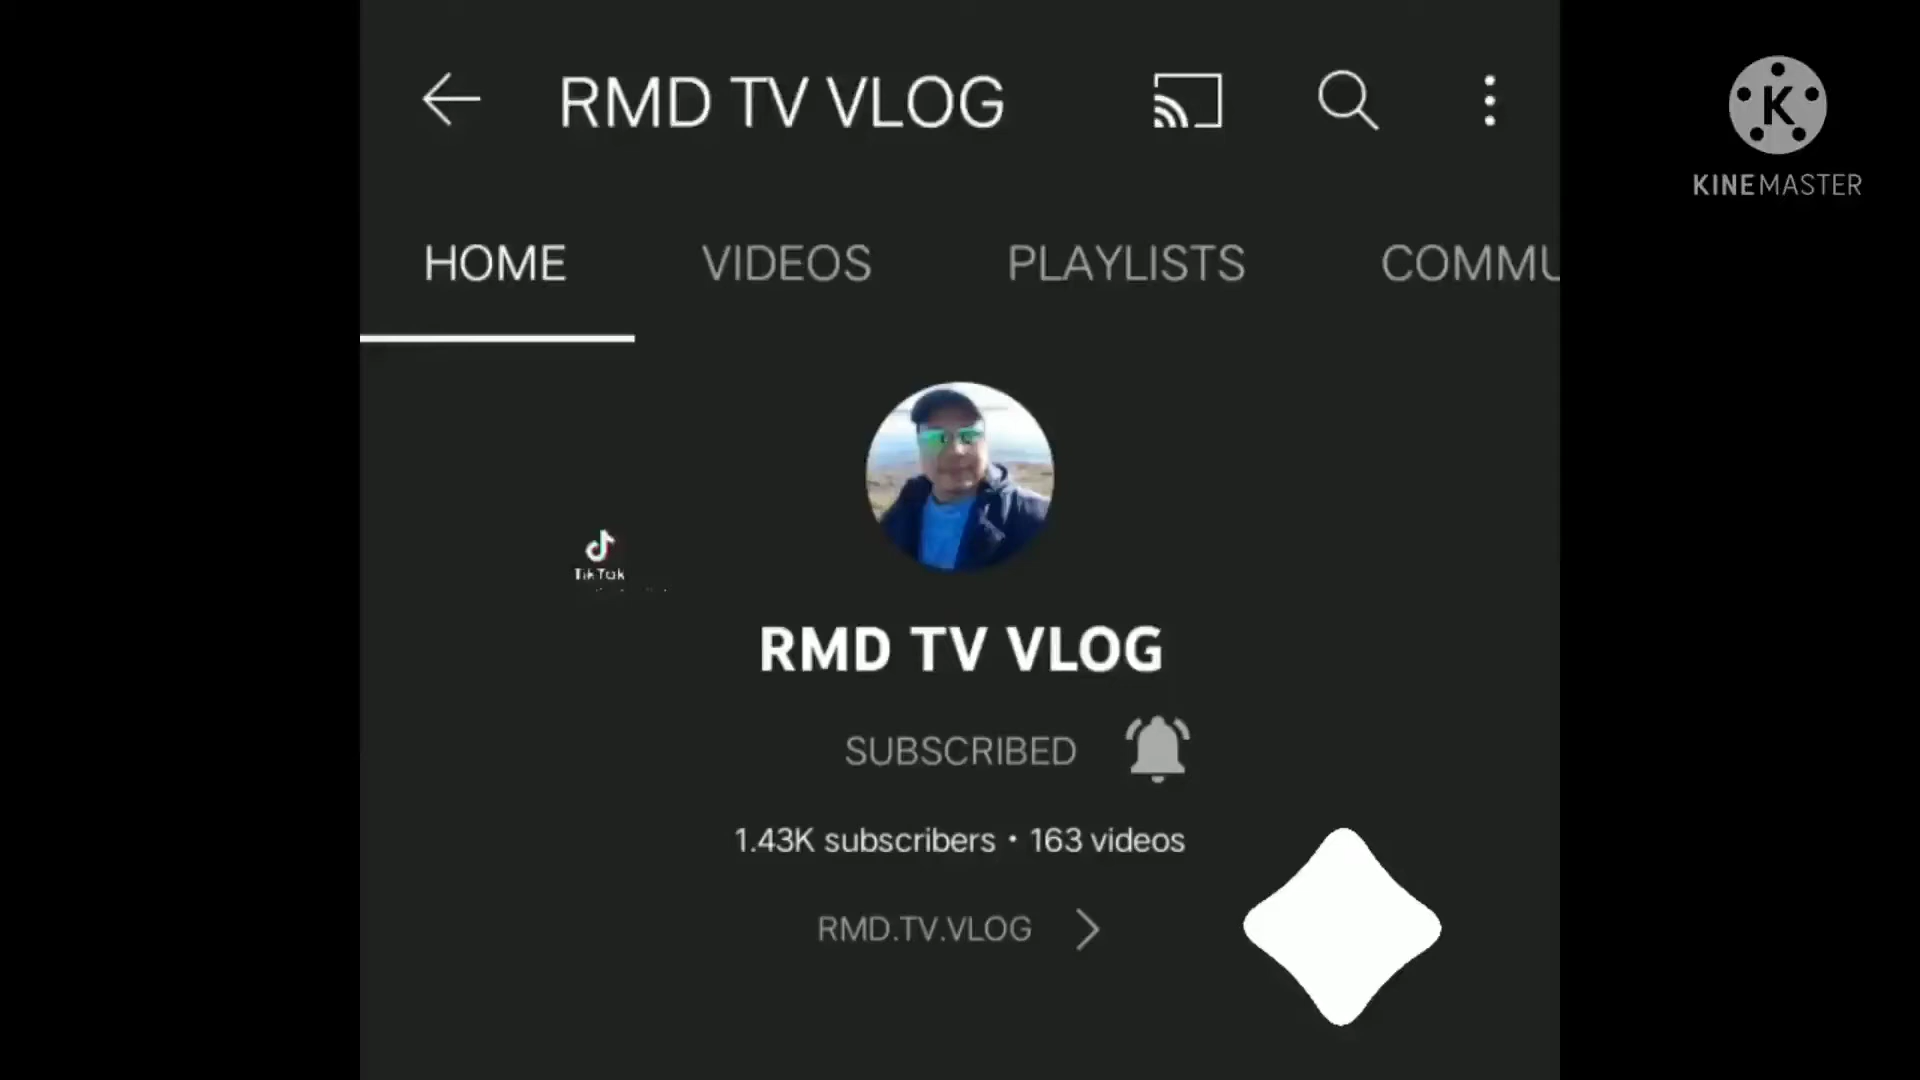 RMD TV VLOG
K
KINEMASTER
HOME VIDEOS PLAYLISTS COMMU
TikTok
RMD TV VLOG
SUBSCRIBED
1.43K subscribers • 163 videos
RMD.TV.VLOG